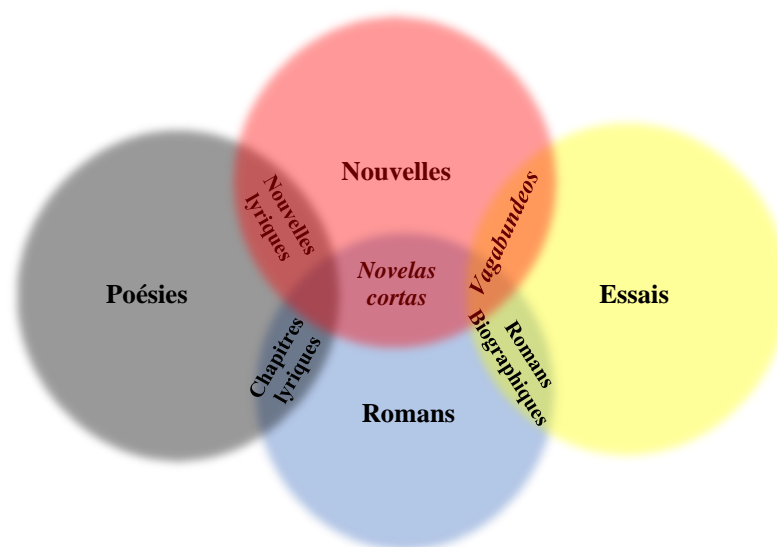 Nouvelles
Nouvelles
lyriques
Vagabundeos
Novelas
cortas
Poésies
Essais
Chapitres
lyriques
Romans
Biographiques
Romans